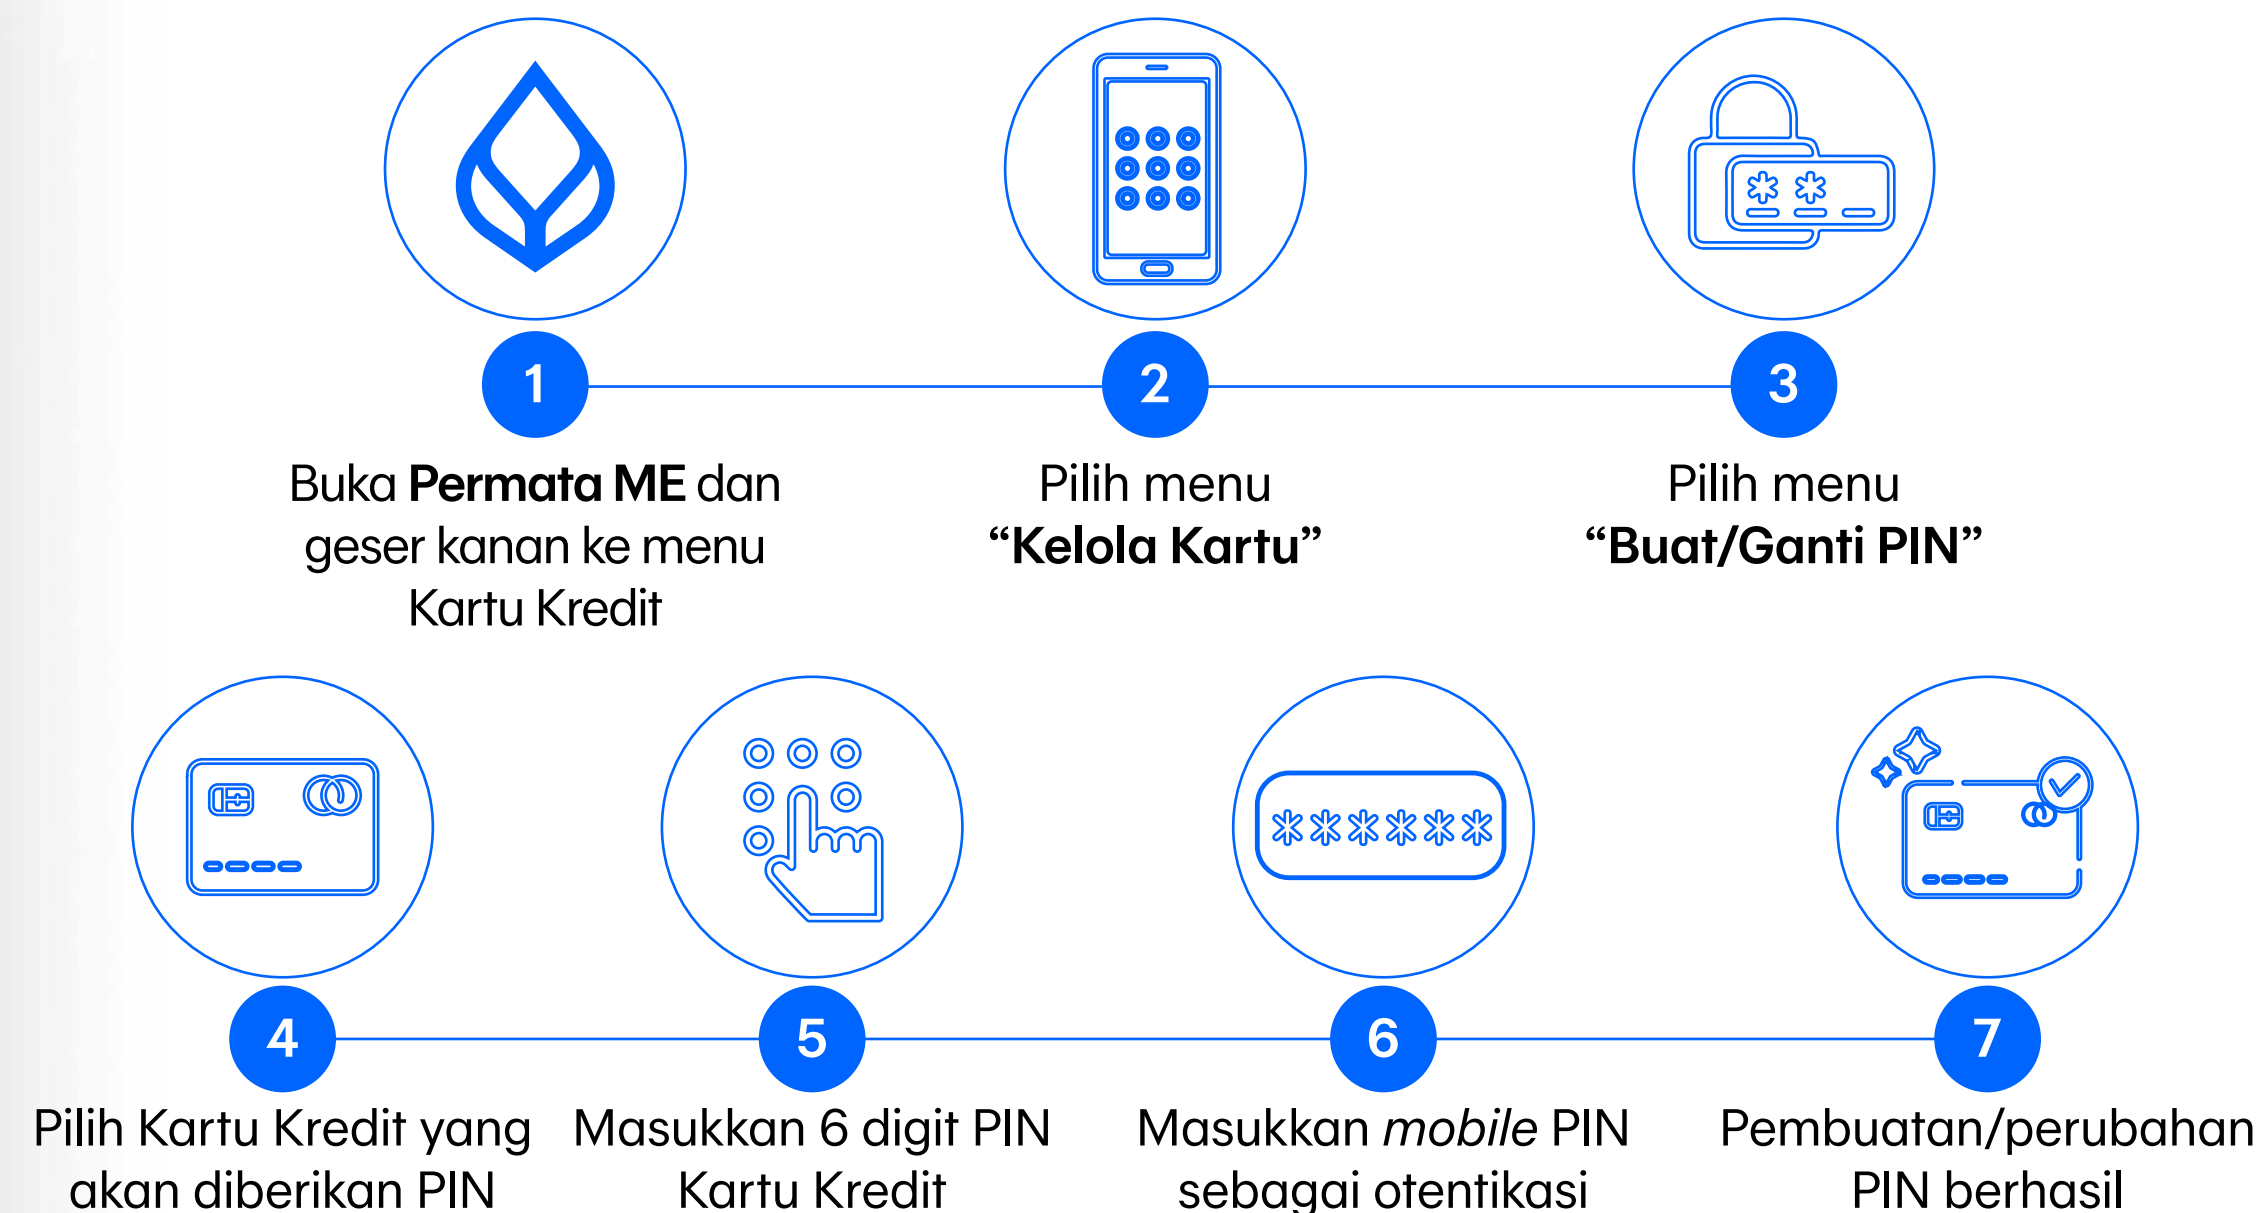 1
2
3
Buka Permata ME dan
geser kanan ke menu
Kartu Kredit
Pilih menu
“Kelola Kartu”
Pilih menu
“Buat/Ganti PIN”
4
5
6
7
Pilih Kartu Kredit yang
akan diberikan PIN
Masukkan 6 digit PIN
Kartu Kredit
Masukkan mobile PIN
sebagai otentikasi
Pembuatan/perubahan
PIN berhasil